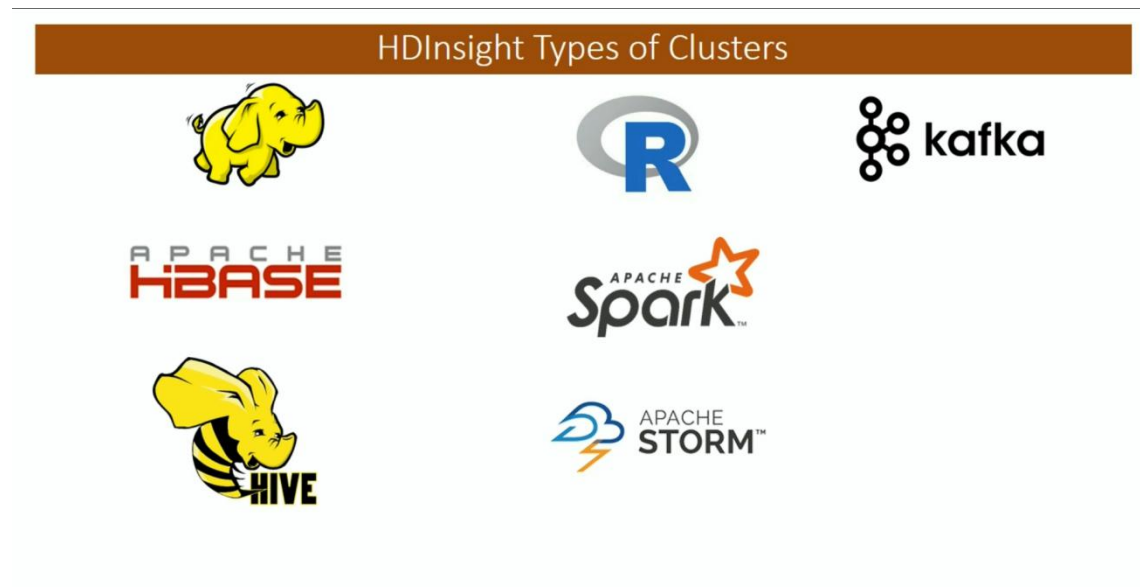 HDInsight Types of Clusters
R
kafka
APACHE
HBASE
APACHE
Spark™
HIVE
APACHE
STORM™